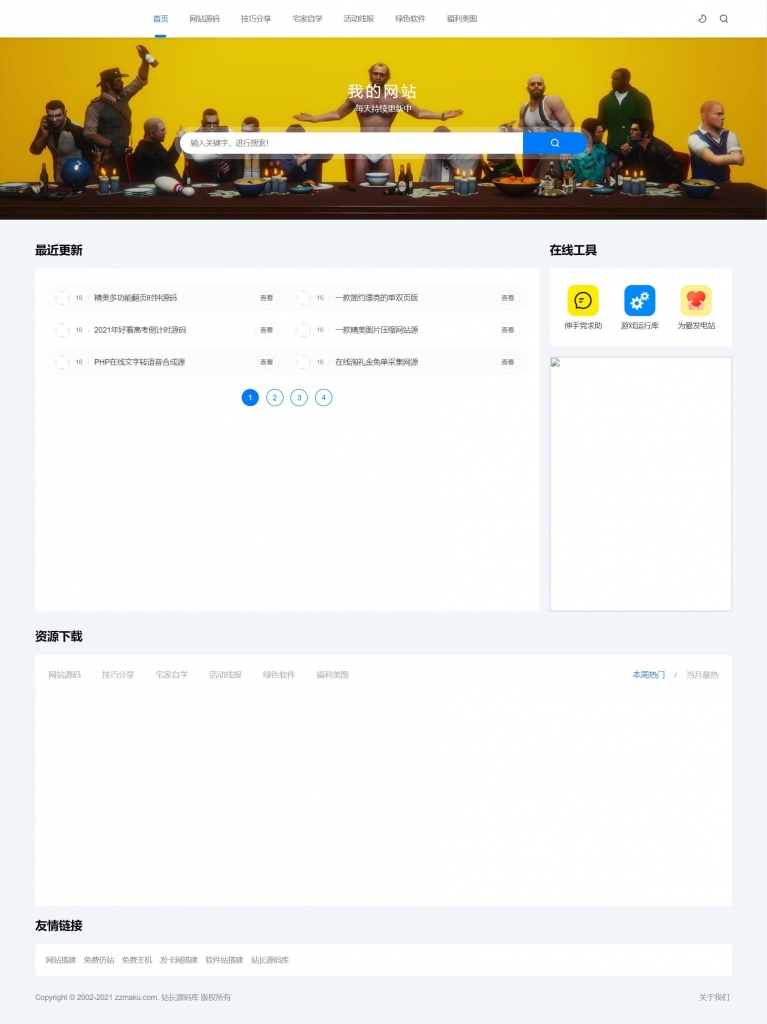 首页 网站源码 技巧分享 宅家自学 活动线报 绿色软件 福利美图
我的网站
每天持续更新中
输入关键字，进行搜索！
最近更新
16 精美多功能翻页时钟源码 查看 16 一款简约漂亮的单双页版 查看
16 2021年好看高考倒计时源码 查看 16 一款精美图片压缩网站源 查看
16 PHP在线文字转语音合成源 查看 16 在线淘礼金免单采集网源 查看
1 2 3 4
在线工具
伸手党求助 游戏运行库 为爱发电站
资源下载
网站源码 技巧分享 宅家自学 活动线报 绿色软件 福利美图
本周热门 / 当月最热
友情链接
网站搭建 免费仿站 免费主机 发卡网搭建 软件站搭建 站长源码库
Copyright © 2002-2021 zzmaku.com. 站长源码库 版权所有
关于我们